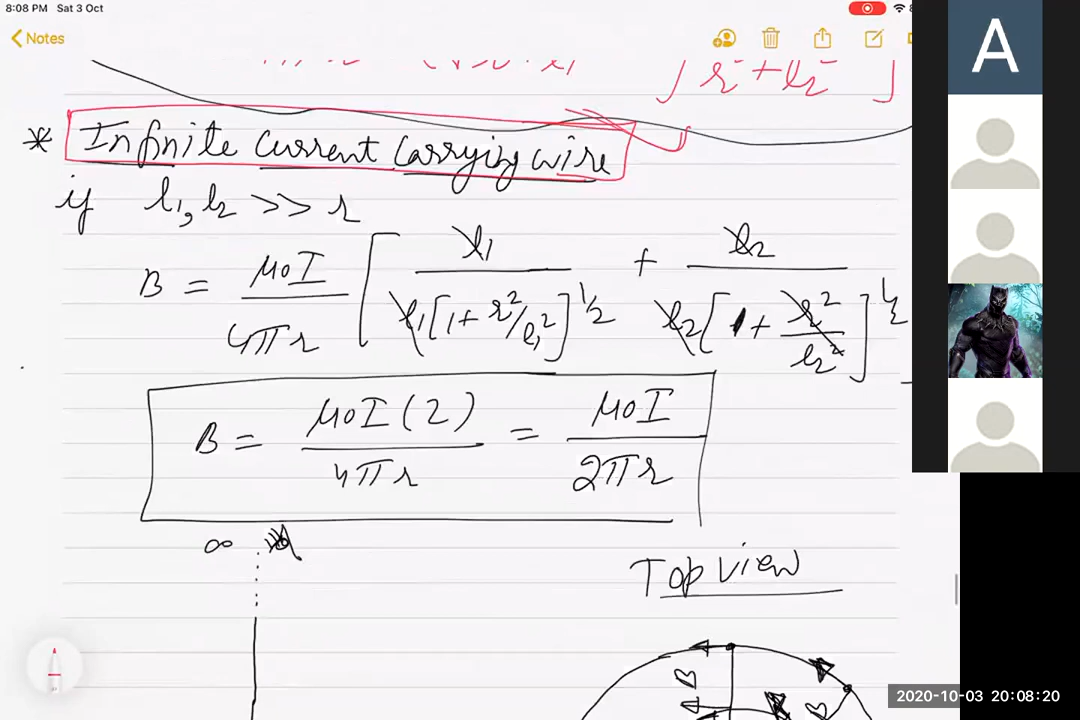 8:08 PM Sat 3 Oct
Notes
r² + l₂²
* Infinite Current Carrying wire
if l₁, l₂ >> r
B = μ₀I / 4πr [ l₁ / l₁[1 + r²/l₁²]^1/2 + l₂ / l₂[1 + r²/l₂²]^1/2
B = μ₀I (2) / 4πr = μ₀I / 2πr
∞
Top view
A
2020-10-03 20:08:20